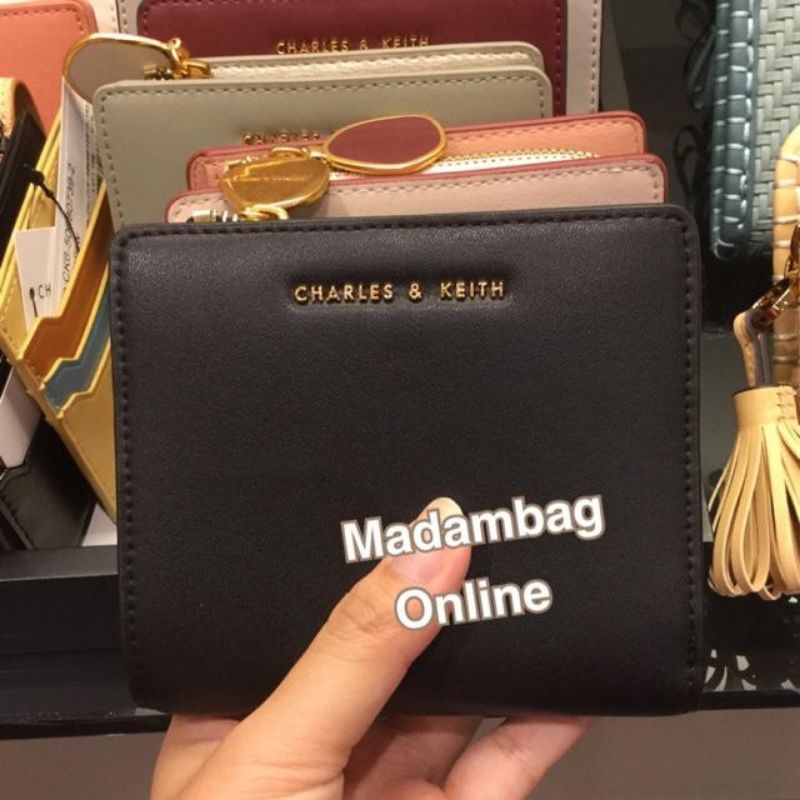 CHARLES & KEITH
CHARLES & KEITH
Madambag
Online